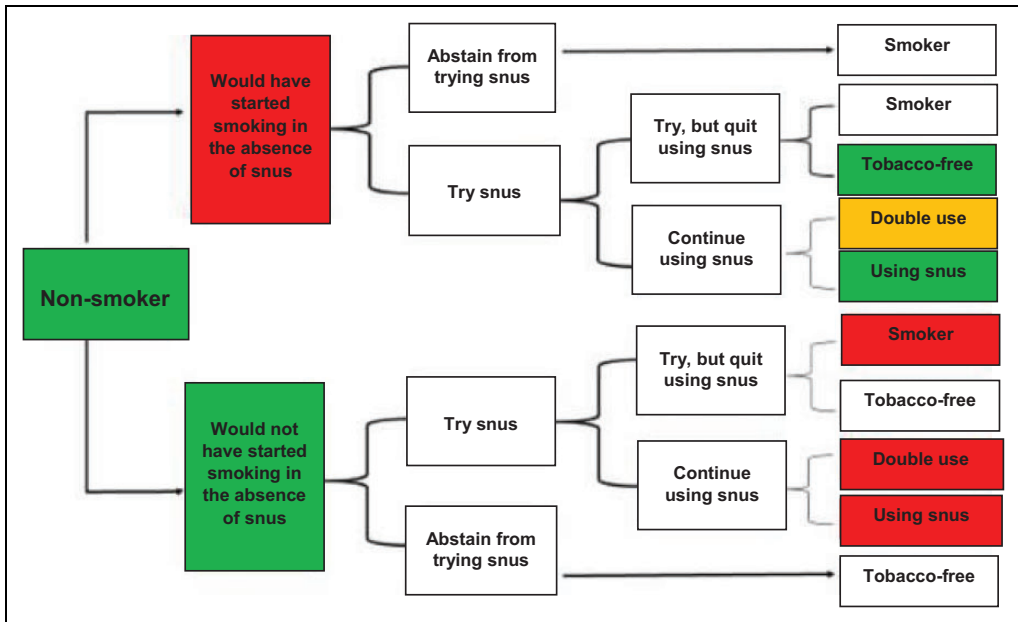 Non-smoker
Would have
started
smoking in
the absence
of snus
Abstain from
trying snus
Smoker
Try snus
Try, but quit
using snus
Smoker
Tobacco-free
Continue
using snus
Double use
Using snus
Would not
have started
smoking in
the absence
of snus
Try snus
Try, but quit
using snus
Smoker
Tobacco-free
Continue
using snus
Double use
Using snus
Abstain from
trying snus
Tobacco-free